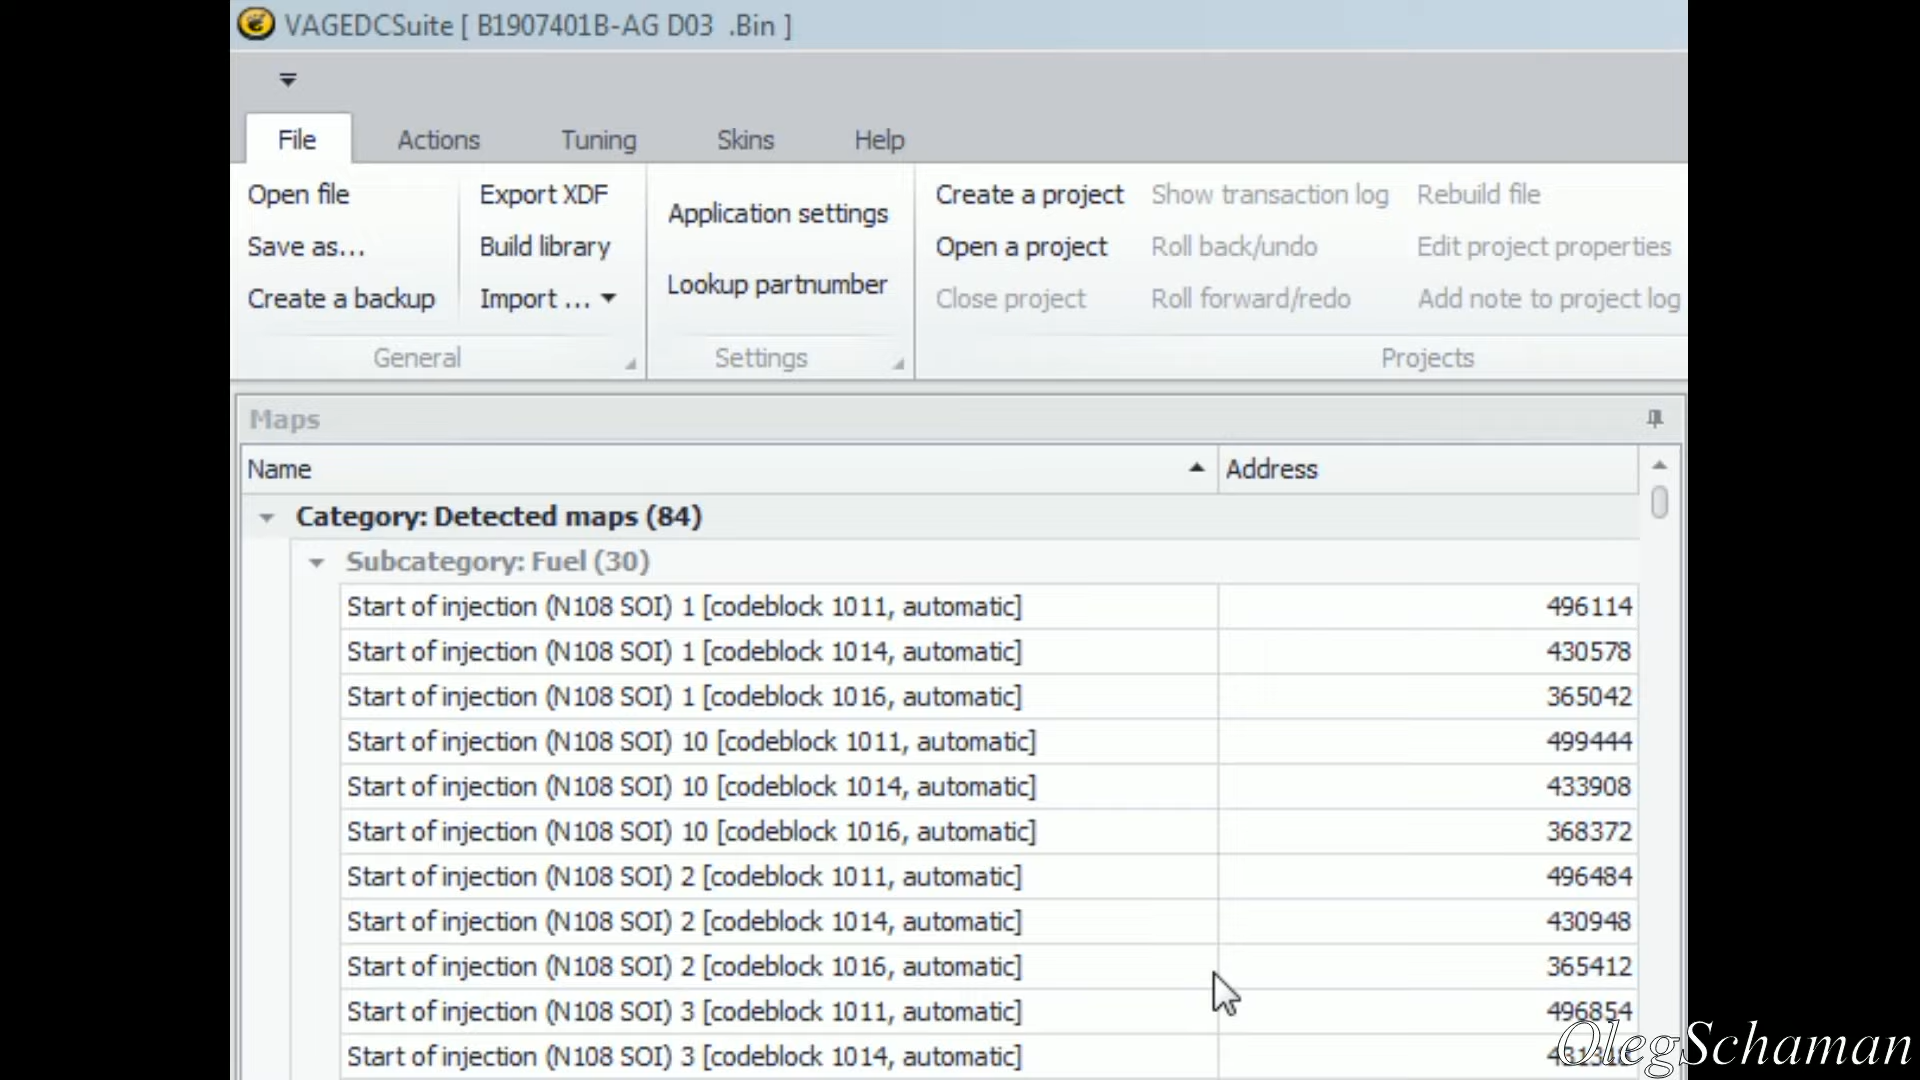 VAGEDCSuite [ B1907401B-AG D03 .Bin ]
File Actions Tuning Skins Help
Open file Export XDF Application settings Create a project Show transaction log Rebuild file
Save as... Build library Lookup partnumber Open a project Roll back/undo Edit project properties
Create a backup Import ... Close project Roll forward/redo Add note to project log
General Settings Projects
Maps
Name Address
Category: Detected maps (84)
Subcategory: Fuel (30)
Start of injection (N108 SOI) 1 [codeblock 1011, automatic] 496114
Start of injection (N108 SOI) 1 [codeblock 1014, automatic] 430578
Start of injection (N108 SOI) 1 [codeblock 1016, automatic] 365042
Start of injection (N108 SOI) 10 [codeblock 1011, automatic] 499444
Start of injection (N108 SOI) 10 [codeblock 1014, automatic] 433908
Start of injection (N108 SOI) 10 [codeblock 1016, automatic] 368372
Start of injection (N108 SOI) 2 [codeblock 1011, automatic] 496484
Start of injection (N108 SOI) 2 [codeblock 1014, automatic] 430948
Start of injection (N108 SOI) 2 [codeblock 1016, automatic] 365412
Start of injection (N108 SOI) 3 [codeblock 1011, automatic] 496854
Start of injection (N108 SOI) 3 [codeblock 1014, automatic]
OlegSchaman